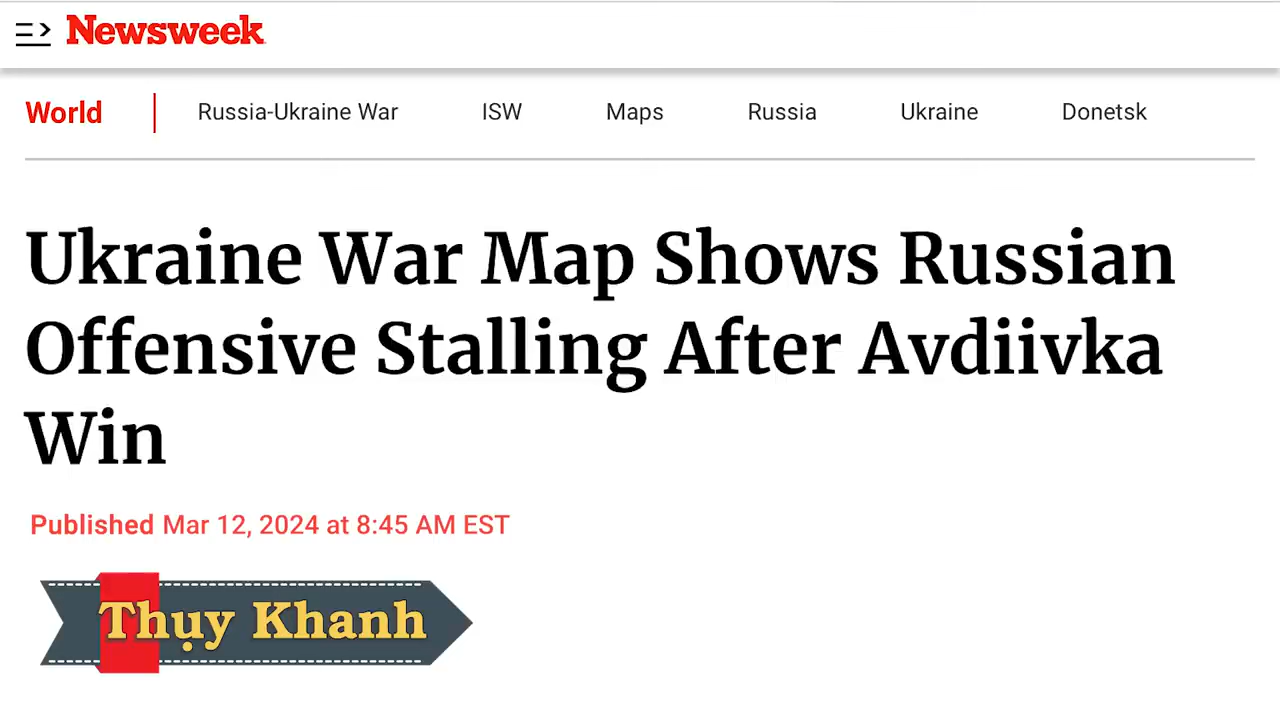 Newsweek
World
Russia-Ukraine War
ISW
Maps
Russia
Ukraine
Donetsk
Ukraine War Map Shows Russian
Offensive Stalling After Avdiivka
Win
Published Mar 12, 2024 at 8:45 AM EST
Thụy Khanh